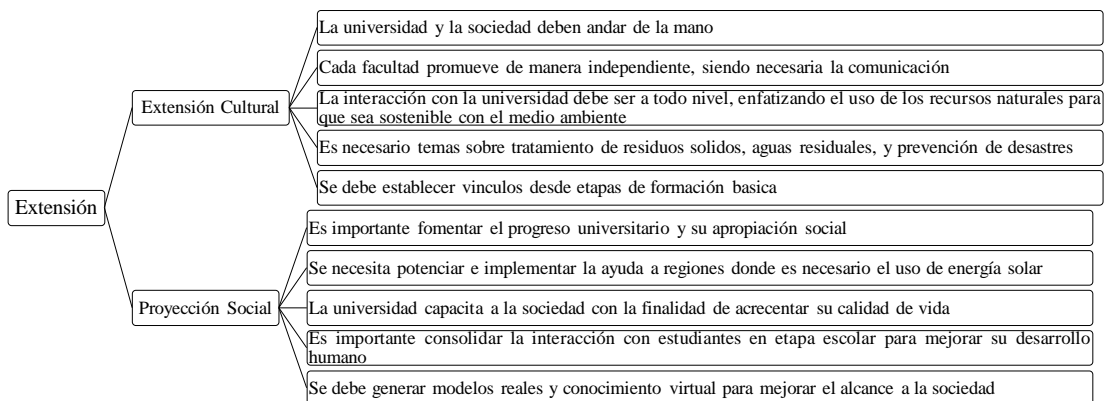 La universidad y la sociedad deben andar de la mano
Cada facultad promueve de manera independiente, siendo necesaria la comunicación
Extensión Cultural
La interacción con la universidad debe ser a todo nivel, enfatizando el uso de los recursos naturales para
que sea sostenible con el medio ambiente
Es necesario temas sobre tratamiento de residuos solidos, aguas residuales, y prevención de desastres
Se debe establecer vinculos desde etapas de formación basica
Extensión
Es importante fomentar el progreso universitario y su apropiación social
Se necesita potenciar e implementar la ayuda a regiones donde es necesario el uso de energía solar
Proyección Social
La universidad capacita a la sociedad con la finalidad de acrecentar su calidad de vida
Es importante consolidar la interacción con estudiantes en etapa escolar para mejorar su desarrollo
humano
Se debe generar modelos reales y conocimiento virtual para mejorar el alcance a la sociedad